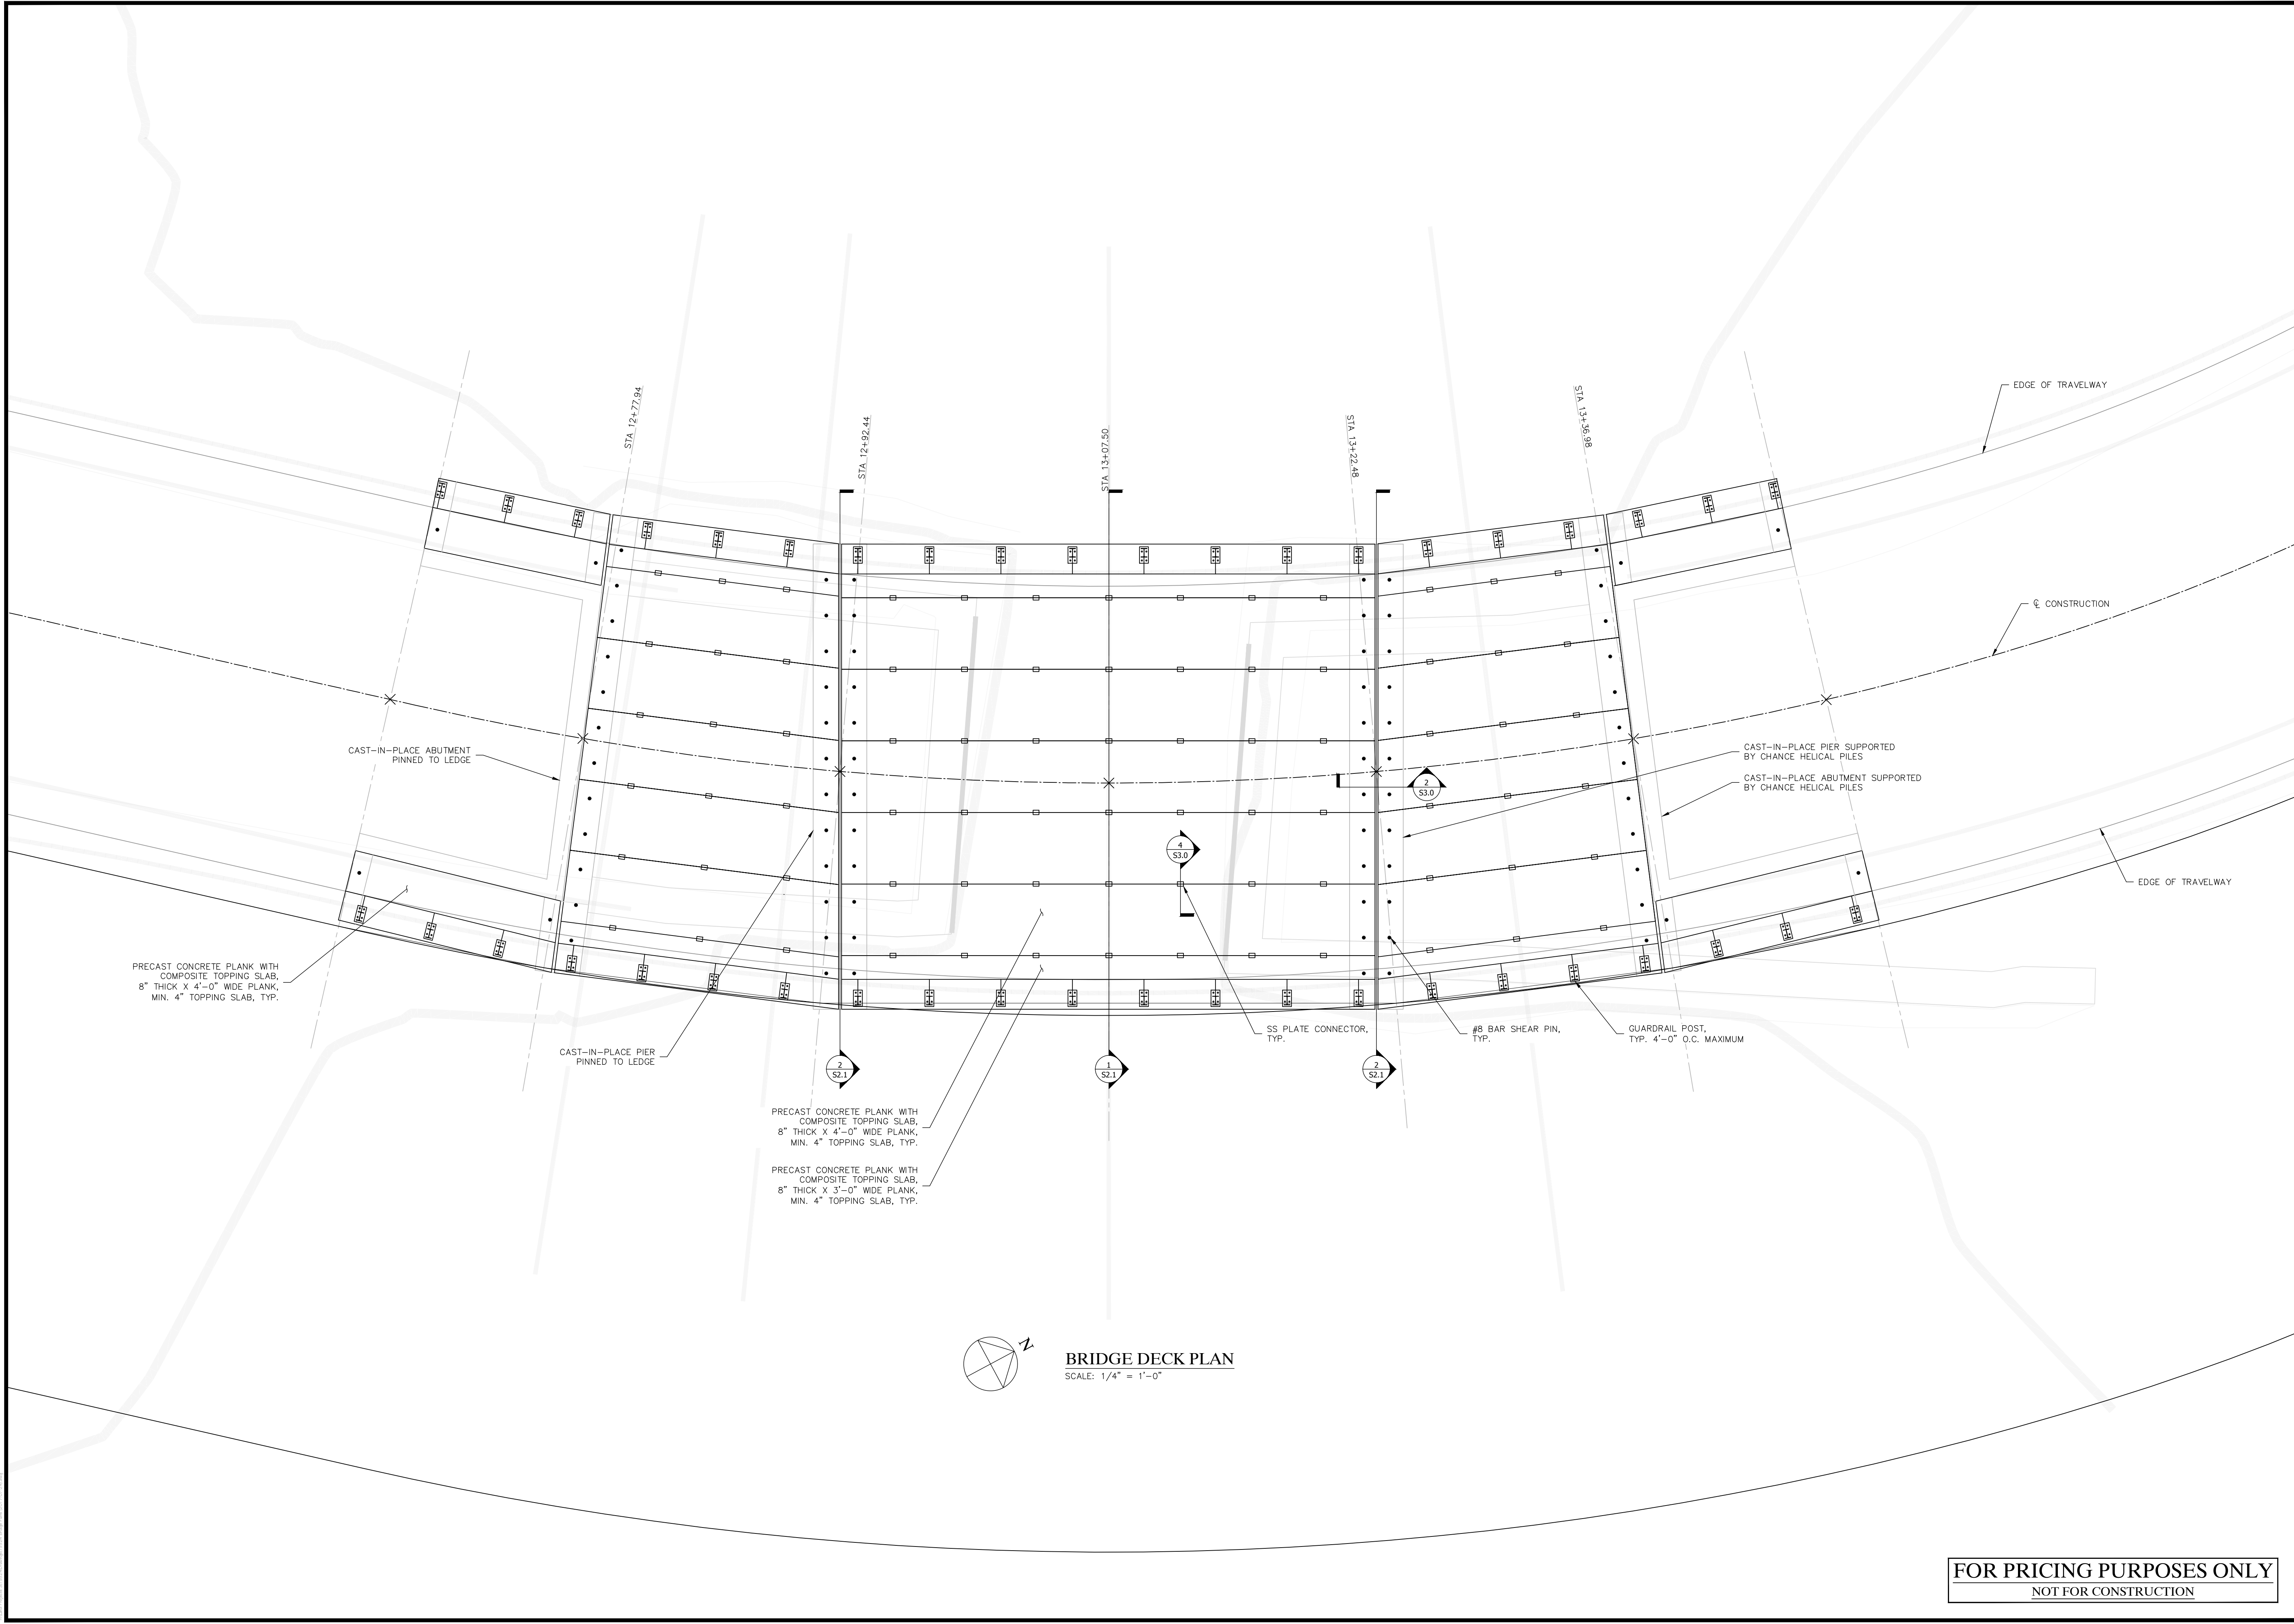 STA 12+77.94
STA 12+92.44
STA 13+07.50
STA 13+22.48
STA 13+36.98
EDGE OF TRAVELWAY
℄ CONSTRUCTION
CAST-IN-PLACE ABUTMENT
PINNED TO LEDGE
CAST-IN-PLACE PIER SUPPORTED
BY CHANCE HELICAL PILES
CAST-IN-PLACE ABUTMENT SUPPORTED
BY CHANCE HELICAL PILES
2
S3.0
4
S3.0
EDGE OF TRAVELWAY
PRECAST CONCRETE PLANK WITH
COMPOSITE TOPPING SLAB,
8" THICK X 4'-0" WIDE PLANK,
MIN. 4" TOPPING SLAB, TYP.
CAST-IN-PLACE PIER
PINNED TO LEDGE
SS PLATE CONNECTOR,
TYP.
#8 BAR SHEAR PIN,
TYP.
GUARDRAIL POST,
TYP. 4'-0" O.C. MAXIMUM
2
S2.1
1
S2.1
2
S2.1
PRECAST CONCRETE PLANK WITH
COMPOSITE TOPPING SLAB,
8" THICK X 4'-0" WIDE PLANK,
MIN. 4" TOPPING SLAB, TYP.
PRECAST CONCRETE PLANK WITH
COMPOSITE TOPPING SLAB,
8" THICK X 3'-0" WIDE PLANK,
MIN. 4" TOPPING SLAB, TYP.
N
BRIDGE DECK PLAN
SCALE: 1/4" = 1'-0"
FOR PRICING PURPOSES ONLY
NOT FOR CONSTRUCTION